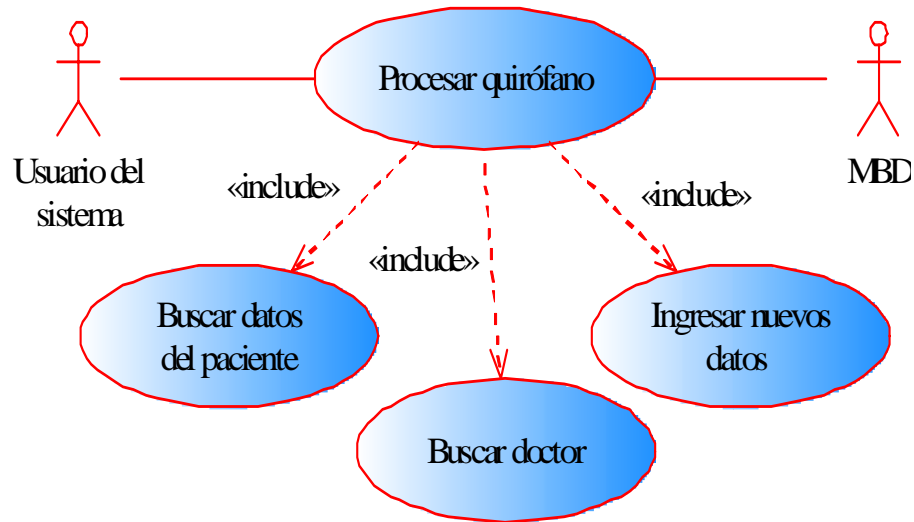 Procesar quirófano
Usuario del
sistema
MBD
«include»
«include»
«include»
Buscar datos
del paciente
Ingresar nuevos
datos
Buscar doctor